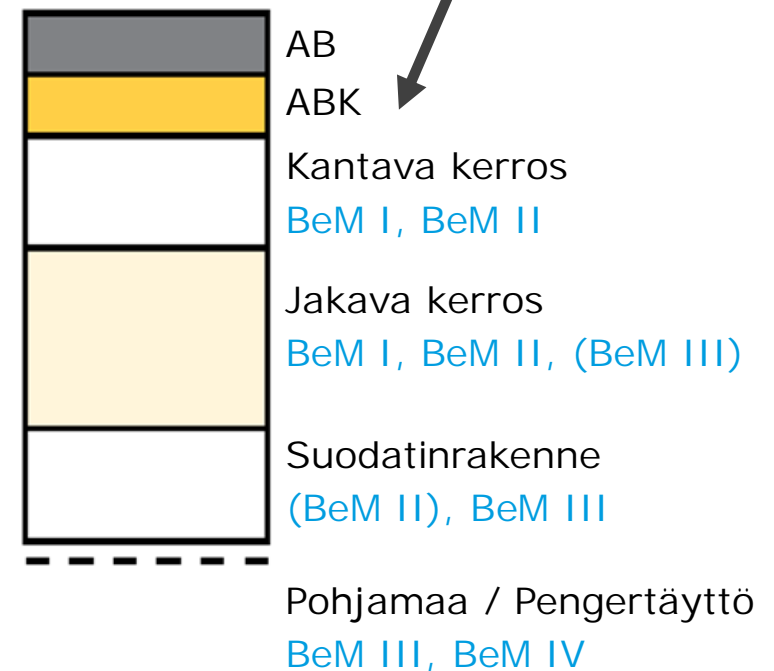 AB
ABK
Kantava kerros
BeM I, BeM II
Jakava kerros
BeM I, BeM II, (BeM III)
Suodatinrakenne
(BeM II), BeM III
Pohjamaa / Pengertäyttö
BeM III, BeM IV